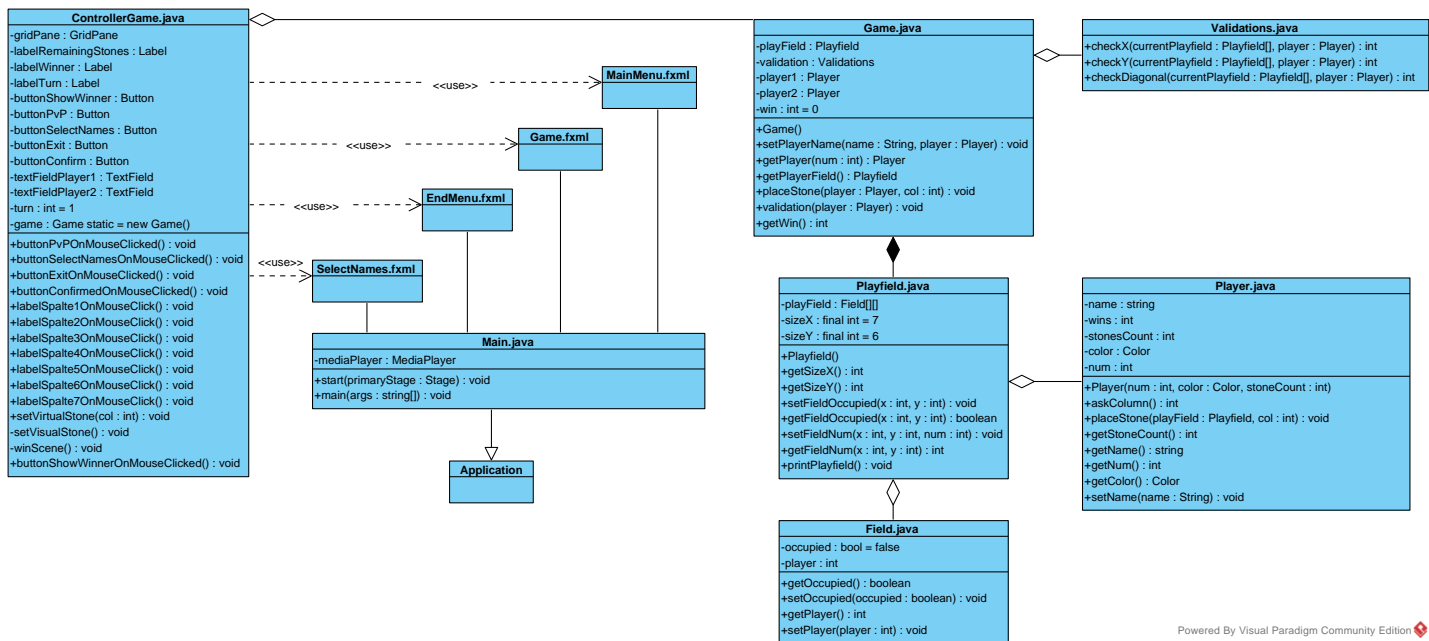 ControllerGame.java
-gridPane : GridPane
-labelRemainingStones : Label
-labelWinner : Label
-labelTurn : Label
-buttonShowWinner : Button
-buttonPvP : Button
-buttonSelectNames : Button
-buttonExit : Button
-buttonConfirm : Button
-textFieldPlayer1 : TextField
-textFieldPlayer2 : TextField
-turn : int = 1
-game : Game static = new Game()
+buttonPvPOnMouseClicked() : void
+buttonSelectNamesOnMouseClicked() : void
+buttonExitOnMouseClicked() : void
+buttonConfirmedOnMouseClicked() : void
+labelSpalte1OnMouseClick() : void
+labelSpalte2OnMouseClick() : void
+labelSpalte3OnMouseClick() : void
+labelSpalte4OnMouseClick() : void
+labelSpalte5OnMouseClick() : void
+labelSpalte6OnMouseClick() : void
+labelSpalte7OnMouseClick() : void
+setVirtualStone(col : int) : void
-setVisualStone() : void
-winScene() : void
+buttonShowWinnerOnMouseClicked() : void
<<use>>
MainMenu.fxml
<<use>>
Game.fxml
<<use>>
EndMenu.fxml
<<use>>
SelectNames.fxml
Main.java
-mediaPlayer : MediaPlayer
+start(primaryStage : Stage) : void
+main(args : string[]) : void
Application
Game.java
-playField : Playfield
-validation : Validations
-player1 : Player
-player2 : Player
-win : int = 0
+Game()
+setPlayerName(name : String, player : Player) : void
+getPlayer(num : int) : Player
+getPlayerField() : Playfield
+placeStone(player : Player, col : int) : void
+validation(player : Player) : void
+getWin() : int
Validations.java
+checkX(currentPlayfield : Playfield[], player : Player) : int
+checkY(currentPlayfield : Playfield[], player : Player) : int
+checkDiagonal(currentPlayfield : Playfield[], player : Player) : int
Playfield.java
-playField : Field[][]
-sizeX : final int = 7
-sizeY : final int = 6
+Playfield()
+getSizeX() : int
+getSizeY() : int
+setFieldOccupied(x : int, y : int) : void
+getFieldOccupied(x : int, y : int) : boolean
+setFieldNum(x : int, y : int, num : int) : void
+getFieldNum(x : int, y : int) : int
+printPlayfield() : void
Player.java
-name : string
-wins : int
-stonesCount : int
-color : Color
-num : int
+Player(num : int, color : Color, stoneCount : int)
+askColumn() : int
+placeStone(playField : Playfield, col : int) : void
+getStoneCount() : int
+getName() : string
+getNum() : int
+getColor() : Color
+setName(name : String) : void
Field.java
-occupied : bool = false
-player : int
+getOccupied() : boolean
+setOccupied(occupied : boolean) : void
+getPlayer() : int
+setPlayer(player : int) : void
Powered By Visual Paradigm Community Edition